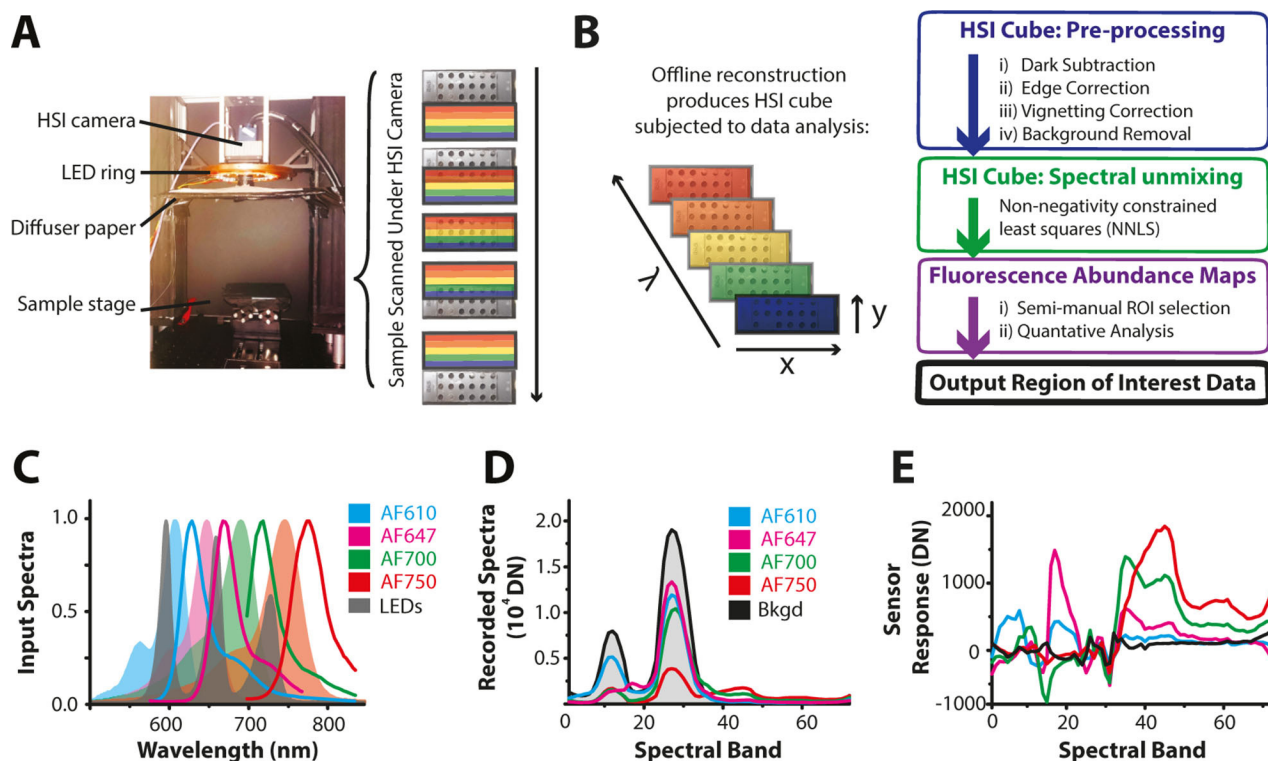 A
HSI camera
LED ring
Diffuser paper
Sample stage
Sample Scanned Under HSI Camera
B
Offline reconstruction
produces HSI cube
subjected to data analysis:
λ
y
x
HSI Cube: Pre-processing
i) Dark Subtraction
ii) Edge Correction
iii) Vignetting Correction
iv) Background Removal
HSI Cube: Spectral unmixing
Non-negativity constrained
least squares (NNLS)
Fluorescence Abundance Maps
i) Semi-manual ROI selection
ii) Quantative Analysis
Output Region of Interest Data
C
Input Spectra
1.0
0.5
0.0
600
700
800
Wavelength (nm)
AF610
AF647
AF700
AF750
LEDs
D
Recorded Spectra
(10⁴ DN)
2.0
1.5
1.0
0.5
0
20
40
60
Spectral Band
AF610
AF647
AF700
AF750
Bkgd
E
Sensor
Response (DN)
2000
1000
0
-1000
0
20
40
60
Spectral Band